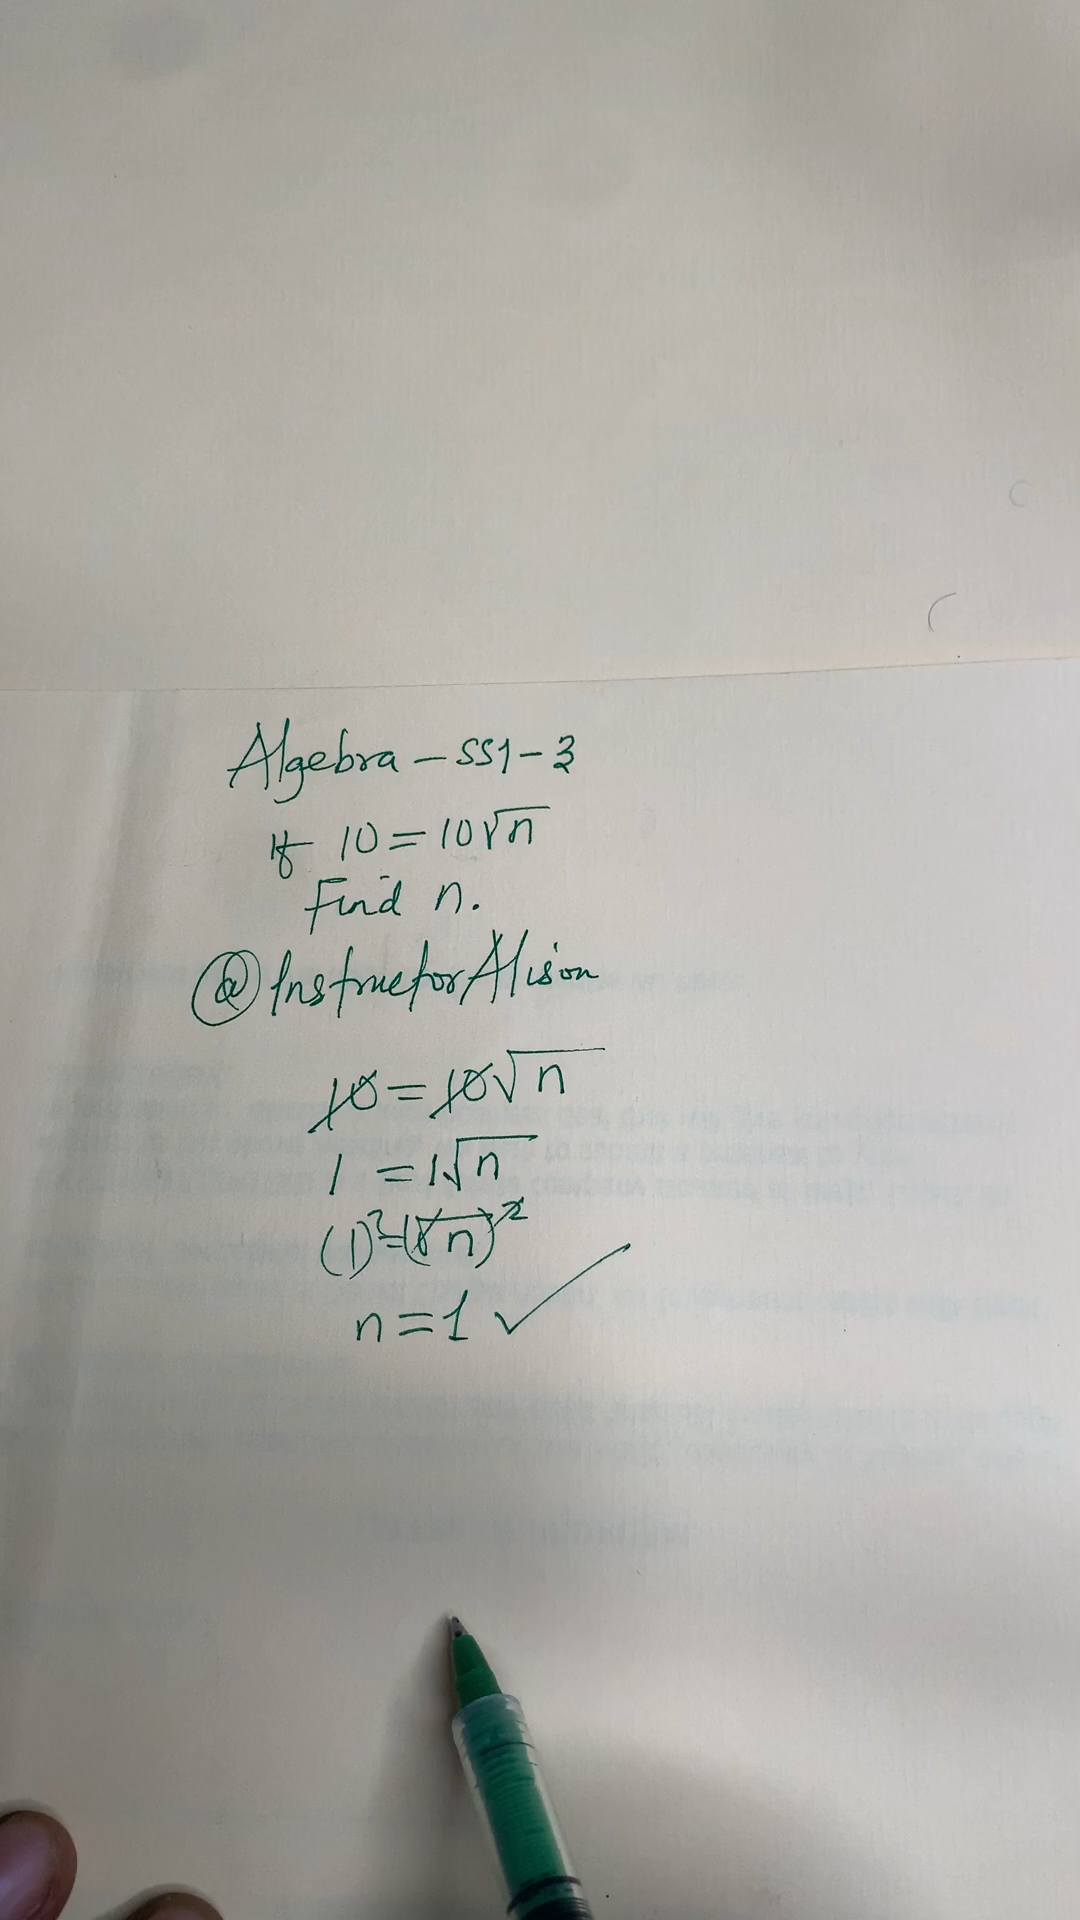 Algebra - SS1-3
If 10 = 10√n
Find n.
@InstructorAlison
10 = 10√n
1 = 1√n
(1)² = (√n)²
n = 1 ✓